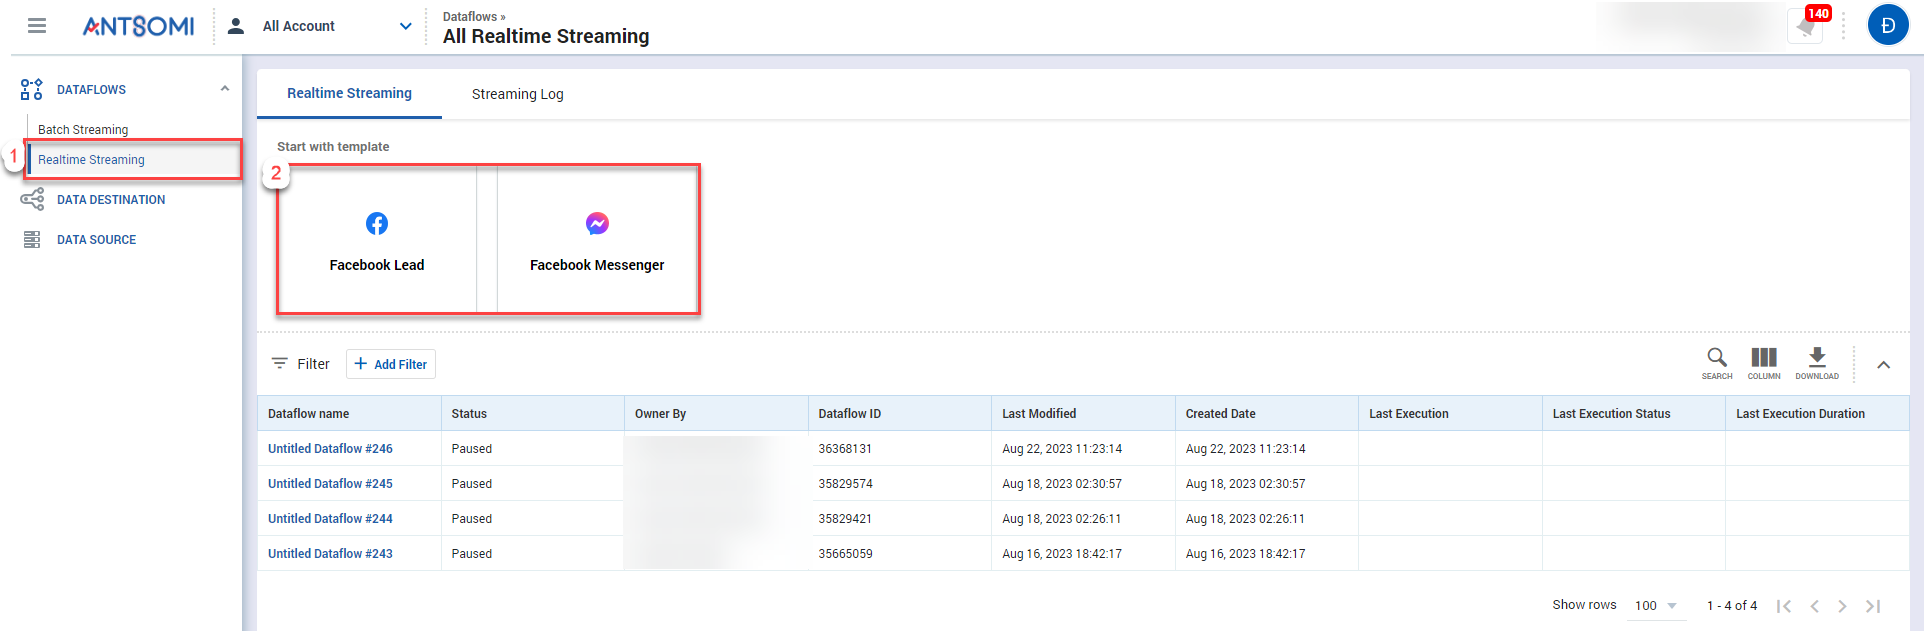 ANTSOMI
All Account
Dataflows »
All Realtime Streaming
140
Đ
DATAFLOWS
Batch Streaming
1
Realtime Streaming
DATA DESTINATION
DATA SOURCE
Realtime Streaming
Streaming Log
Start with template
2
Facebook Lead
Facebook Messenger
Filter
+ Add Filter
SEARCH
COLUMN
DOWNLOAD
Dataflow name Status Owner By Dataflow ID Last Modified Created Date Last Execution Last Execution Status Last Execution Duration
Untitled Dataflow #246 Paused 36368131 Aug 22, 2023 11:23:14 Aug 22, 2023 11:23:14
Untitled Dataflow #245 Paused 35829574 Aug 18, 2023 02:30:57 Aug 18, 2023 02:30:57
Untitled Dataflow #244 Paused 35829421 Aug 18, 2023 02:26:11 Aug 18, 2023 02:26:11
Untitled Dataflow #243 Paused 35665059 Aug 16, 2023 18:42:17 Aug 16, 2023 18:42:17
Show rows 100 1 - 4 of 4